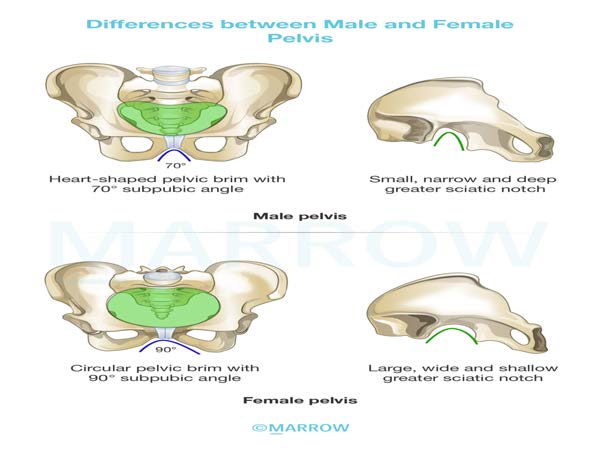 Differences between Male and Female
Pelvis
70°
Heart-shaped pelvic brim with
70° subpubic angle
Small, narrow and deep
greater sciatic notch
Male pelvis
MARROW
90°
Circular pelvic brim with
90° subpubic angle
Large, wide and shallow
greater sciatic notch
Female pelvis
©MARROW